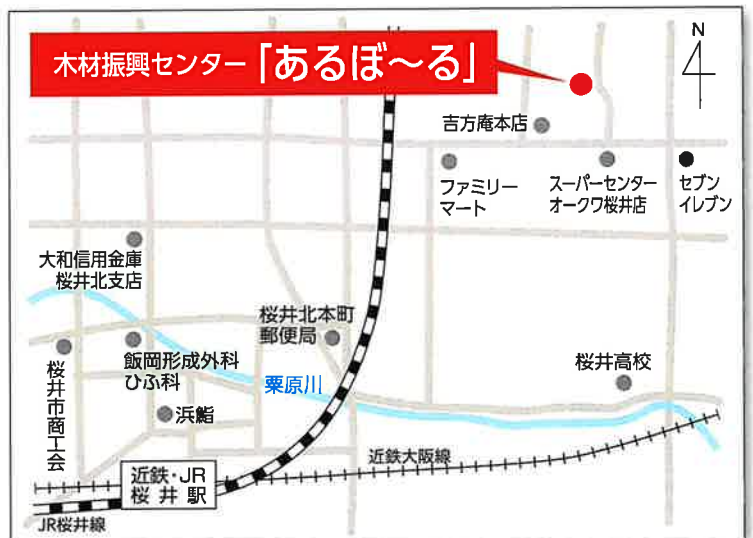 木材振興センター「あるぼ～る」
N
吉方庵本店
ファミリー
マート
スーパーセンター
オークワ桜井店
セブン
イレブン
大和信用金庫
桜井北支店
桜井北本町
郵便局
飯岡形成外科
ひふ科
粟原川
桜井高校
桜井市商工会
浜鮨
近鉄大阪線
近鉄・JR
桜井駅
JR桜井線